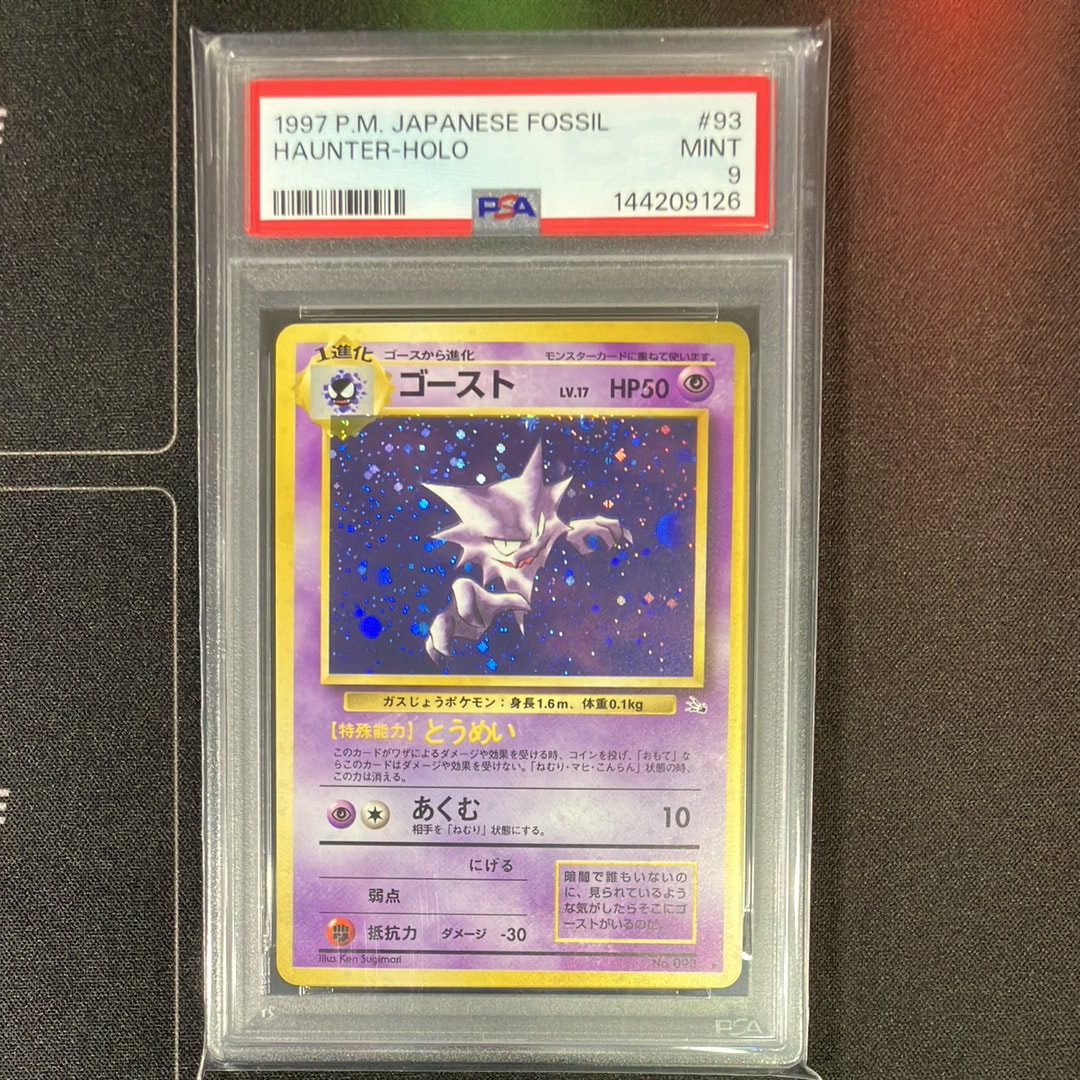 1997 P.M. JAPANESE FOSSIL #93
HAUNTER-HOLO MINT
9
PSA 144209126
1進化 ゴースから進化 モンスターカードに重ねて使います。
ゴースト LV.17 HP50
ガスじょうポケモン：身長1.6m、体重0.1kg
【特殊能力】とうめい
このカードがワザによるダメージや効果を受ける時、コインを投げ、「おもて」な
らこのカードはダメージや効果を受けない。「ねむり・マヒ・こんらん」状態の時、
この力は消える。
あくむ 10
相手を「ねむり」状態にする。
にげる
弱点
抵抗力 ダメージ -30
暗闇で誰もいないの
に、見られているよう
な気がしたらそこにゴ
ーストがいるのだ。
Illus. Ken Sugimori No. 093
PSA